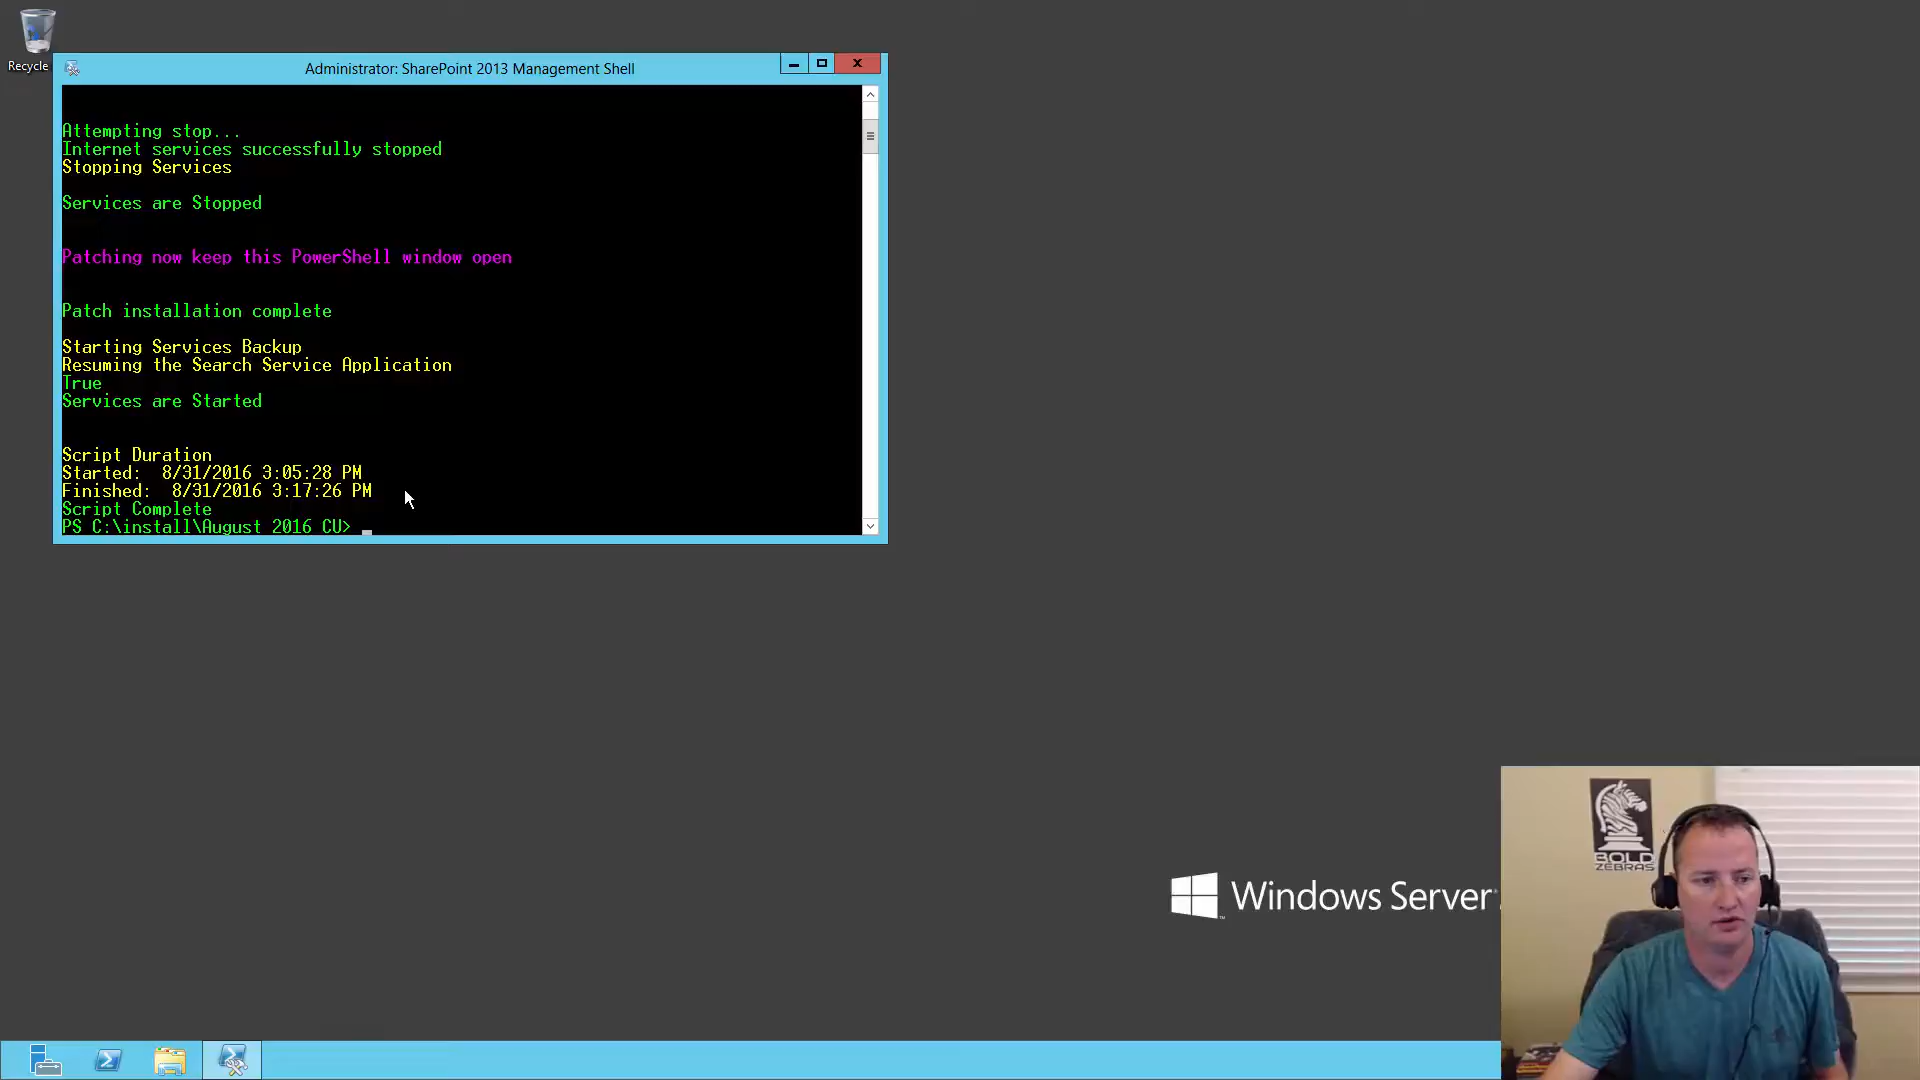 Recycle
Administrator: SharePoint 2013 Management Shell
Attempting stop...
Internet services successfully stopped
Stopping Services
Services are Stopped
Patching now keep this PowerShell window open
Patch installation complete
Starting Services Backup
Resuming the Search Service Application
True
Services are Started
Script Duration
Started:  8/31/2016 3:05:28 PM
Finished:  8/31/2016 3:17:26 PM
Script Complete
PS C:\install\August 2016 CU>
Windows Server
BOLD
ZEBRAS